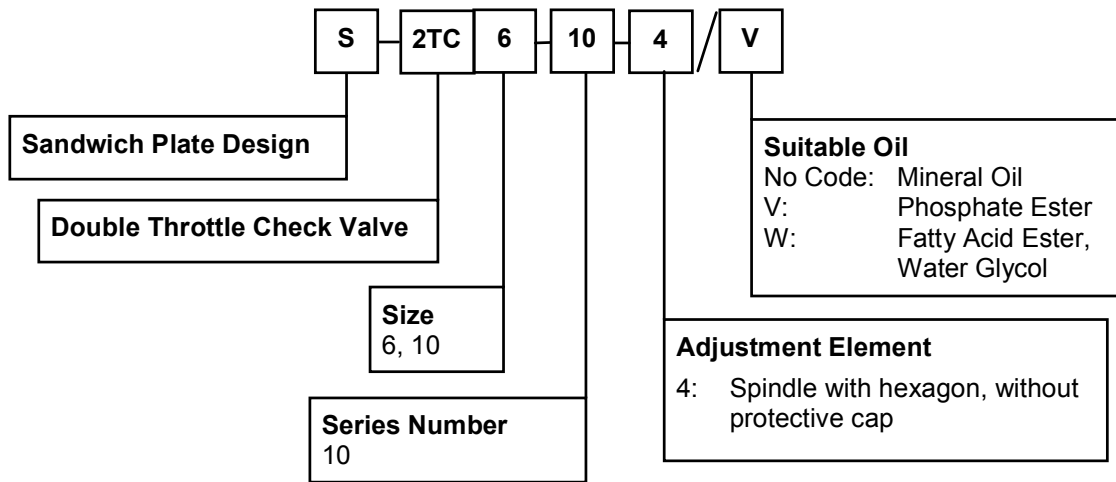 S - 2TC 6 - 10 - 4 / V
Sandwich Plate Design
Double Throttle Check Valve
Size
6, 10
Series Number
10
Suitable Oil
No Code: Mineral Oil
V: Phosphate Ester
W: Fatty Acid Ester,
Water Glycol
Adjustment Element
4: Spindle with hexagon, without
protective cap